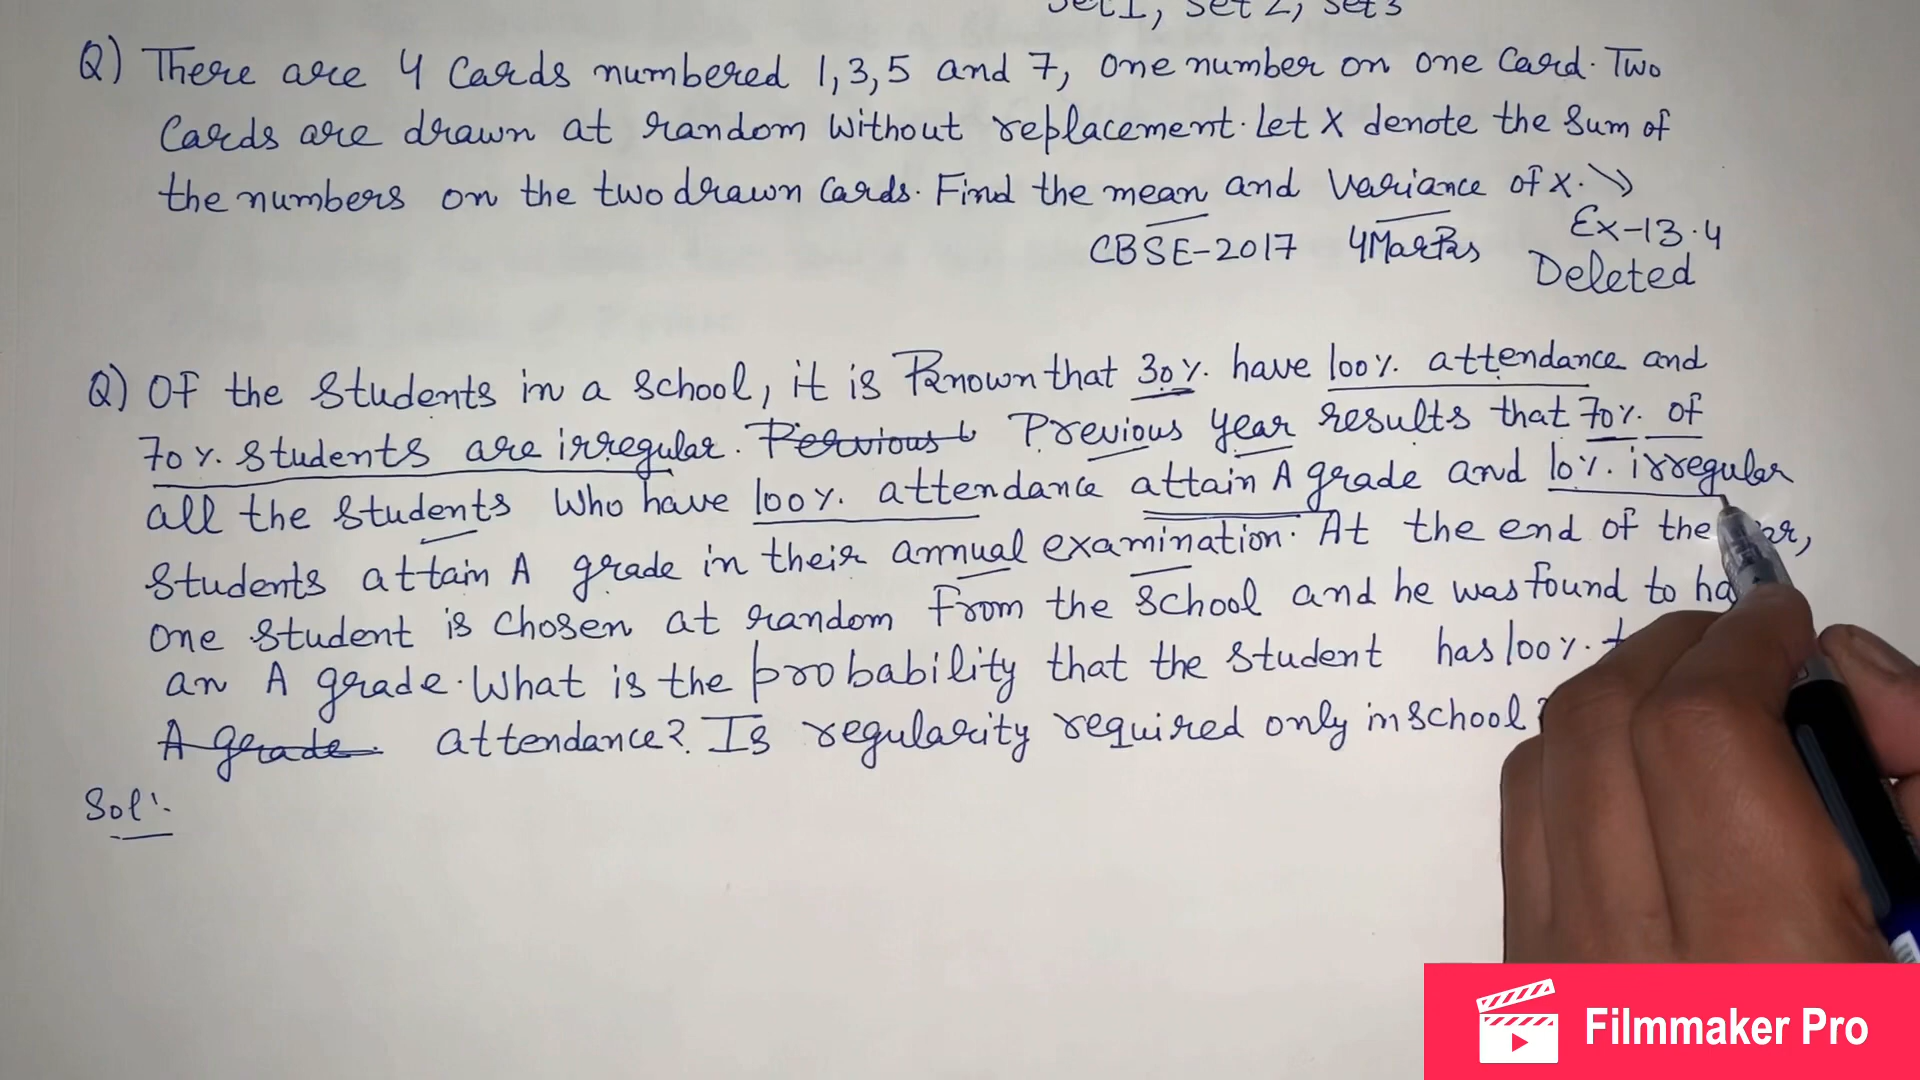 Set1, Set 2, Set3
Q) There are 4 Cards numbered 1,3,5 and 7, one number on one Card. Two
Cards are drawn at random Without replacement. Let X denote the Sum of
the numbers on the two drawn Cards. Find the mean and Variance of X.
CBSE-2017 4Marks Ex-13.4
Deleted
Q) OF the Students in a School, it is Known that 30%. have 100%. attendance and
70%. Students are irregular. Pervious Previous year results that 70%. of
all the Students Who have 100%. attendance attain A grade and 10%. irregular
Students attain A grade in their annual examination. At the end of the
One Student is Chosen at random From the School and he was found to
an A grade. What is the probability that the Student has 100%.
A grade. attendance? Is regularity required only in School?
Sol:-
Filmmaker Pro